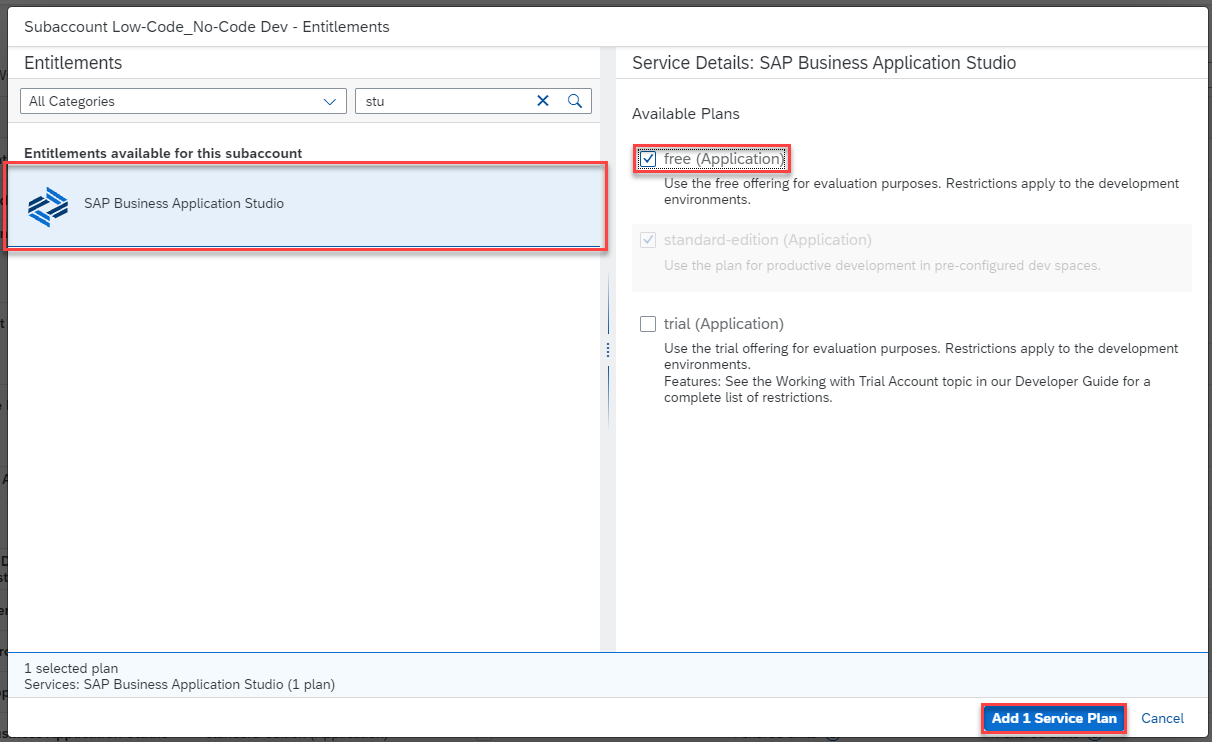 Subaccount Low-Code_No-Code Dev - Entitlements
Entitlements
All Categories
stu
Entitlements available for this subaccount
SAP Business Application Studio
Service Details: SAP Business Application Studio
Available Plans
free (Application)
Use the free offering for evaluation purposes. Restrictions apply to the development
environments.
standard-edition (Application)
Use the plan for productive development in pre-configured dev spaces.
trial (Application)
Use the trial offering for evaluation purposes. Restrictions apply to the development
environments.
Features: See the Working with Trial Account topic in our Developer Guide for a
complete list of restrictions.
1 selected plan
Services: SAP Business Application Studio (1 plan)
Add 1 Service Plan
Cancel